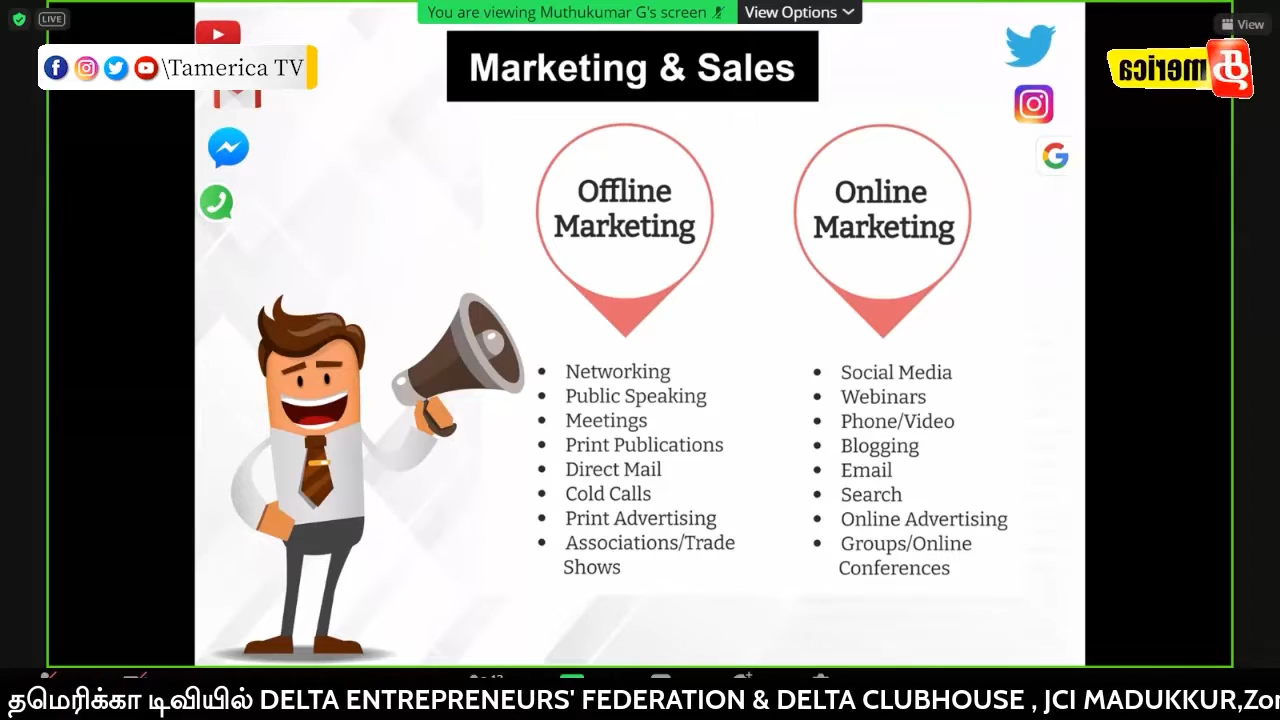 You are viewing Muthukumar G's screen
View Options
LIVE
View
\Tamerica TV
Marketing & Sales
Offline
Marketing
Online
Marketing
Networking
Public Speaking
Meetings
Print Publications
Direct Mail
Cold Calls
Print Advertising
Associations/Trade
Shows
Social Media
Webinars
Phone/Video
Blogging
Email
Search
Online Advertising
Groups/Online
Conferences
தமெரிக்கா டிவியில் DELTA ENTREPRENEURS' FEDERATION & DELTA CLUBHOUSE , JCI MADUKKUR,Zon